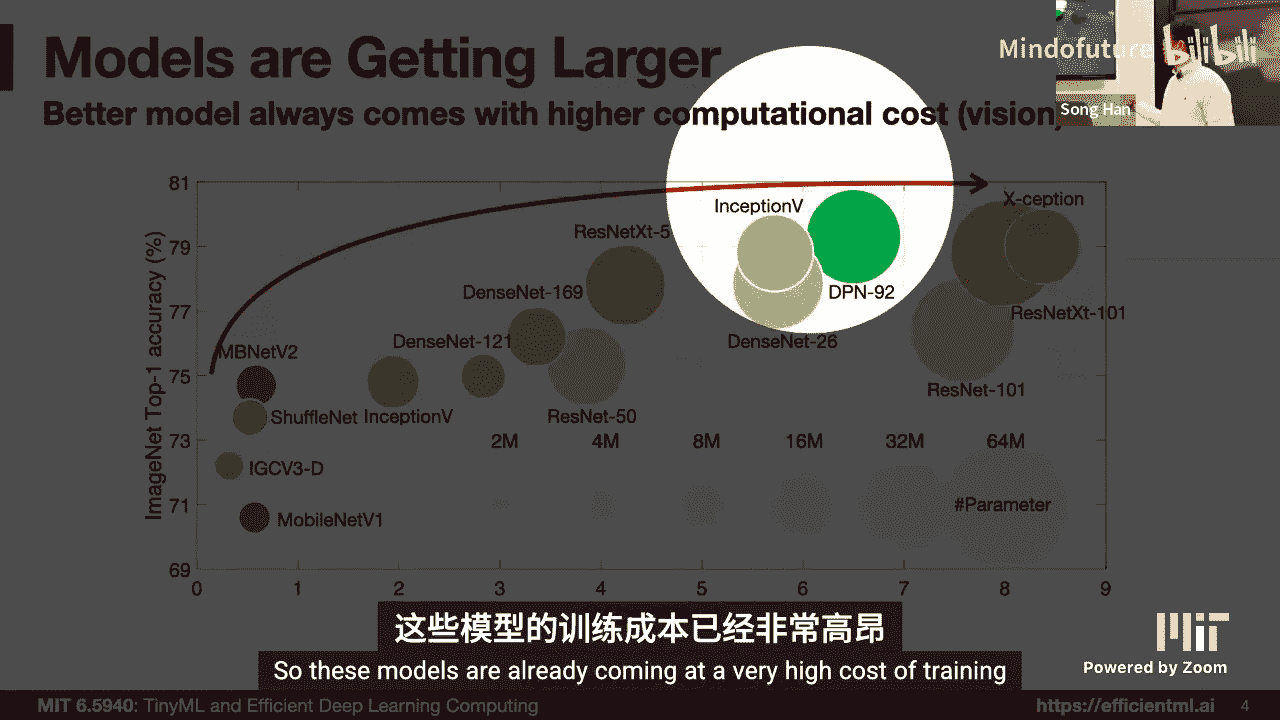 Models are Getting Larger
Mindofuture bilibili
Better model always comes with higher computational cost (vision)
Song Han
81
79
77
75
73
71
69
ImageNet Top-1 accuracy (%)
X-ception
InceptionV
ResNetXt-5
DenseNet-169
DPN-92
ResNetXt-101
DenseNet-121
DenseNet-26
MBNetV2
ResNet-101
ShuffleNet
InceptionV
ResNet-50
2M 4M 8M 16M 32M 64M
IGCV3-D
#Parameter
MobileNetV1
0 1 2 3 4 5 6 7 8 9
这些模型的训练成本已经非常高昂
So these models are already coming at a very high cost of training
MIT
Powered by Zoom
MIT 6.5940: TinyML and Efficient Deep Learning Computing
https://efficientml.ai
4